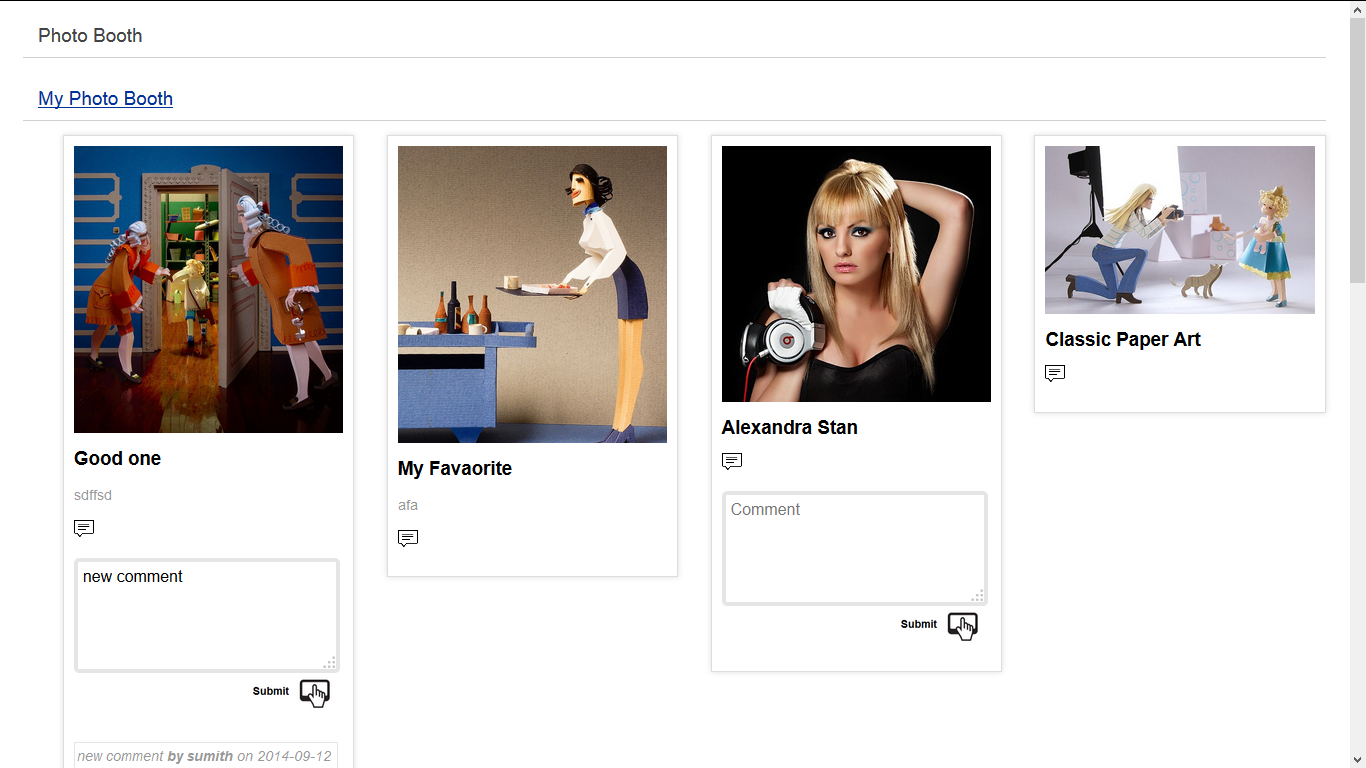 Photo Booth
My Photo Booth
Good one
sdffsd
new comment
Submit
new comment by sumith on 2014-09-12
My Favaorite
afa
Alexandra Stan
Comment
Submit
Classic Paper Art